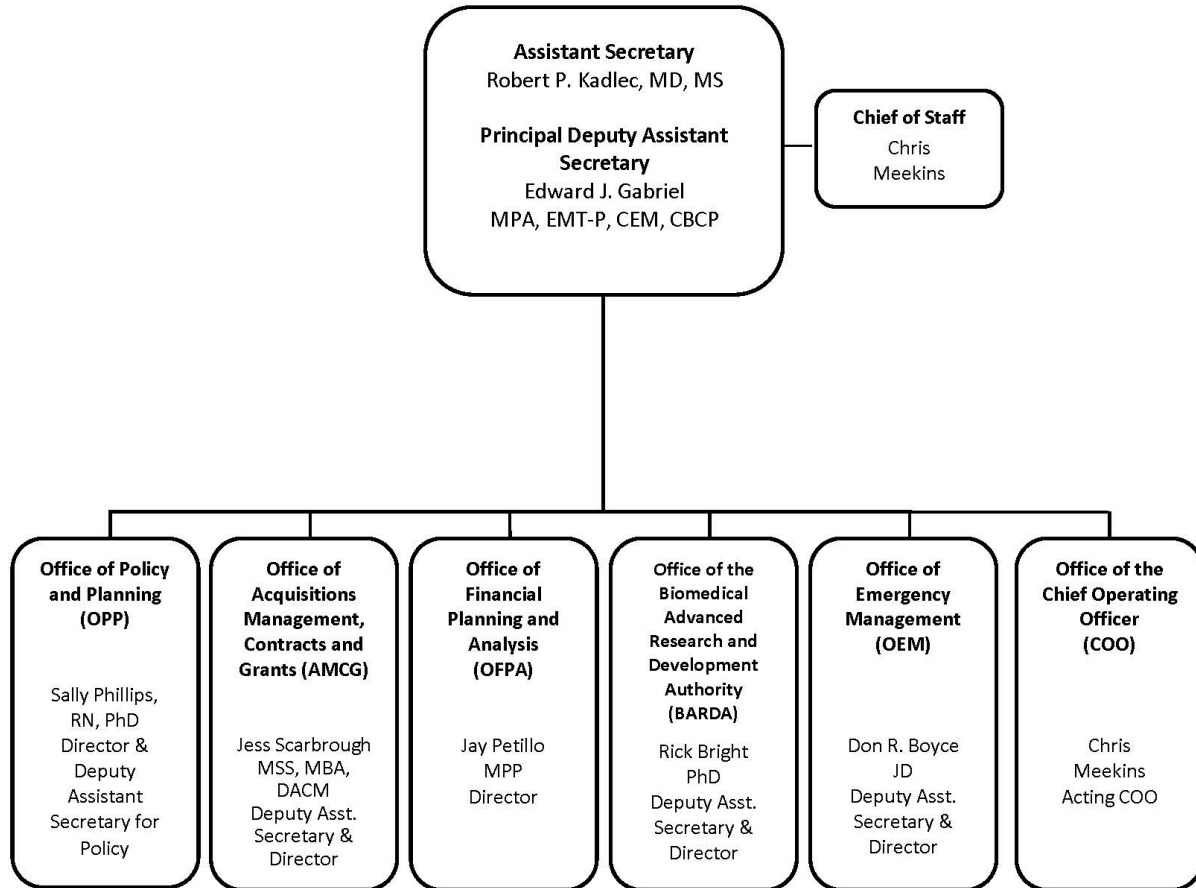 Assistant Secretary
Robert P. Kadlec, MD, MS
Principal Deputy Assistant
Secretary
Edward J. Gabriel
MPA, EMT-P, CEM, CBCP
Chief of Staff
Chris
Meekins
Office of Policy
and Planning
(OPP)
Sally Phillips,
RN, PhD
Director &
Deputy
Assistant
Secretary for
Policy
Office of
Acquisitions
Management,
Contracts and
Grants (AMCG)
Jess Scarbrough
MSS, MBA,
DACM
Deputy Asst.
Secretary &
Director
Office of
Financial
Planning and
Analysis
(OFPA)
Jay Petillo
MPP
Director
Office of the
Biomedical
Advanced
Research and
Development
Authority
(BARDA)
Rick Bright
PhD
Deputy Asst.
Secretary &
Director
Office of
Emergency
Management
(OEM)
Don R. Boyce
JD
Deputy Asst.
Secretary &
Director
Office of the
Chief Operating
Officer
(COO)
Chris
Meekins
Acting COO